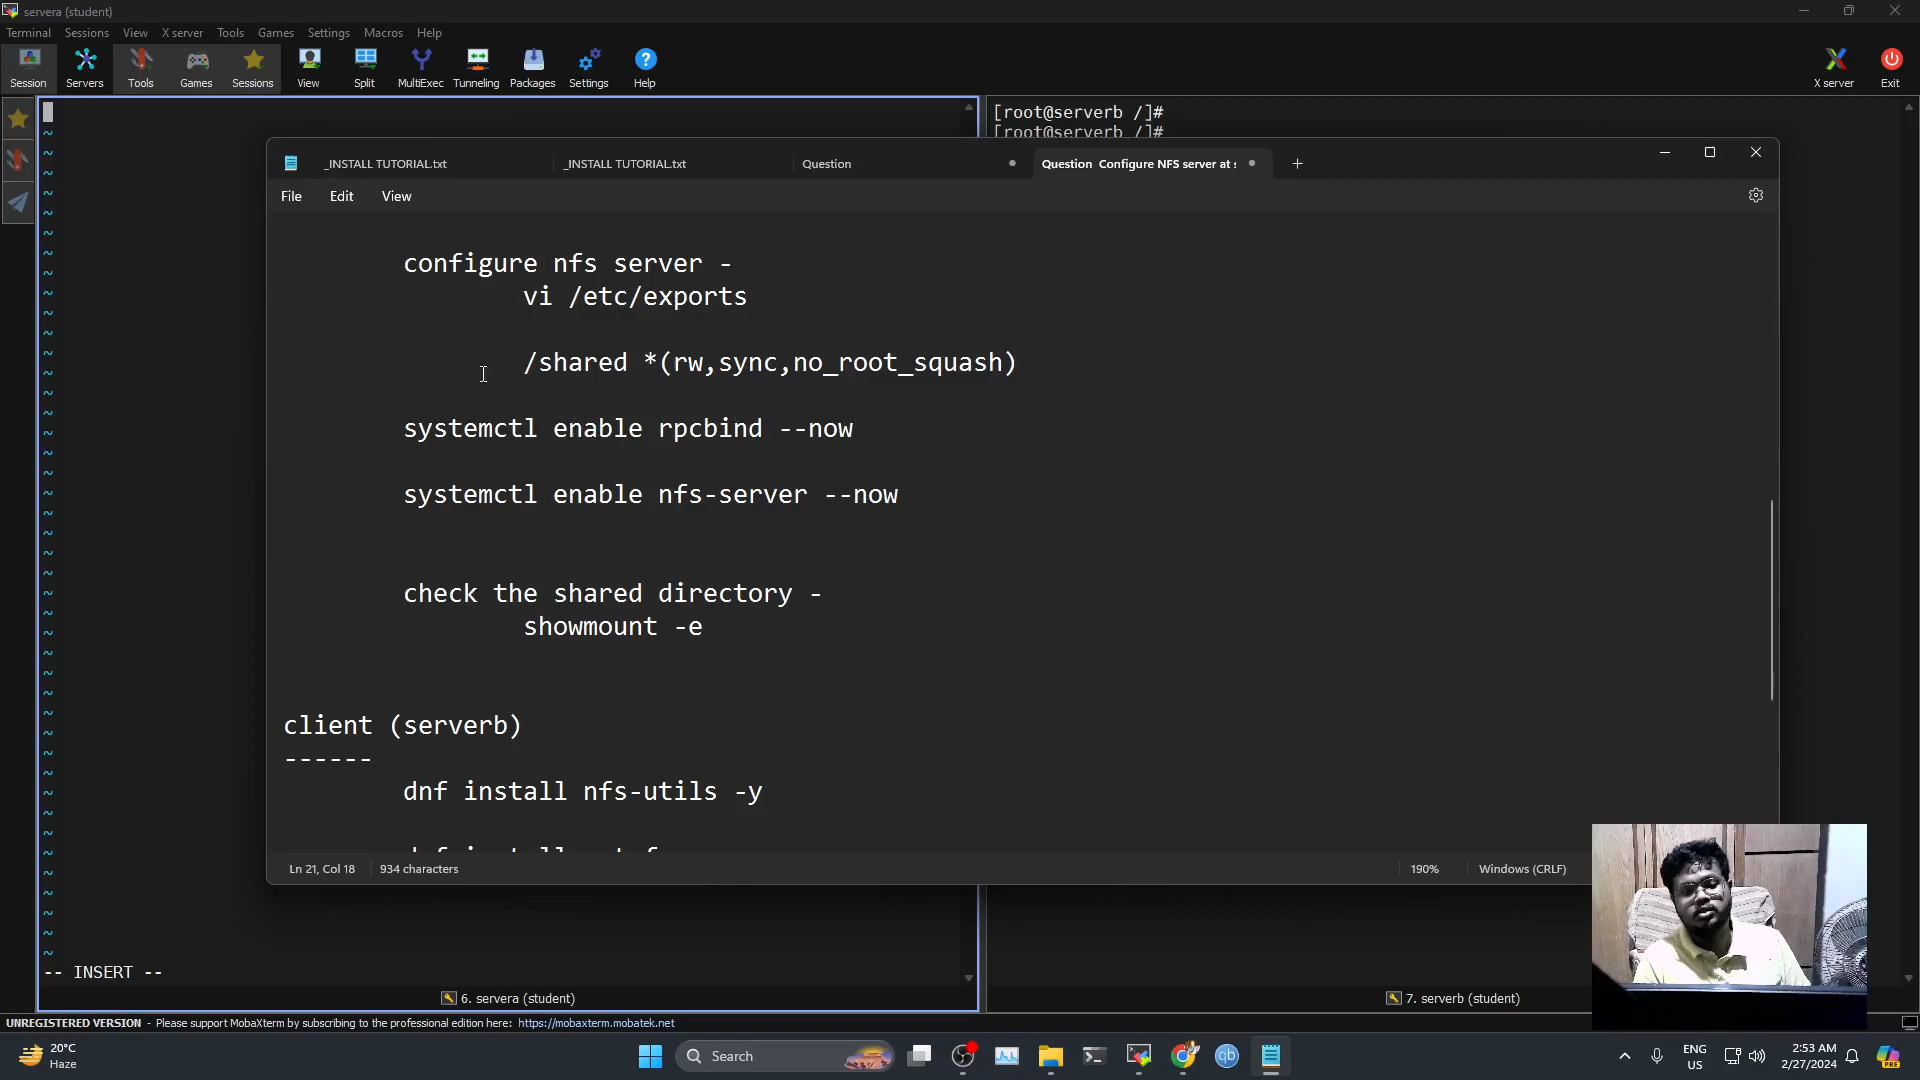 servera (student)
Terminal Sessions View X server Tools Games Settings Macros Help
Session Servers Tools Games Sessions View Split MultiExec Tunneling Packages Settings Help X server Exit
[root@serverb /]#
[root@serverb /]#
_INSTALL TUTORIAL.txt _INSTALL TUTORIAL.txt Question Question Configure NFS server at
File Edit View
configure nfs server -
vi /etc/exports
/shared *(rw,sync,no_root_squash)
systemctl enable rpcbind --now
systemctl enable nfs-server --now
check the shared directory -
showmount -e
client (serverb)
------
dnf install nfs-utils -y
Ln 21, Col 18 934 characters 190% Windows (CRLF)
-- INSERT --
6. servera (student) 7. serverb (student)
UNREGISTERED VERSION - Please support MobaXterm by subscribing to the professional edition here: https://mobaxterm.mobatek.net
20°C
Haze
Search
ENG
US
2:53 AM
2/27/2024